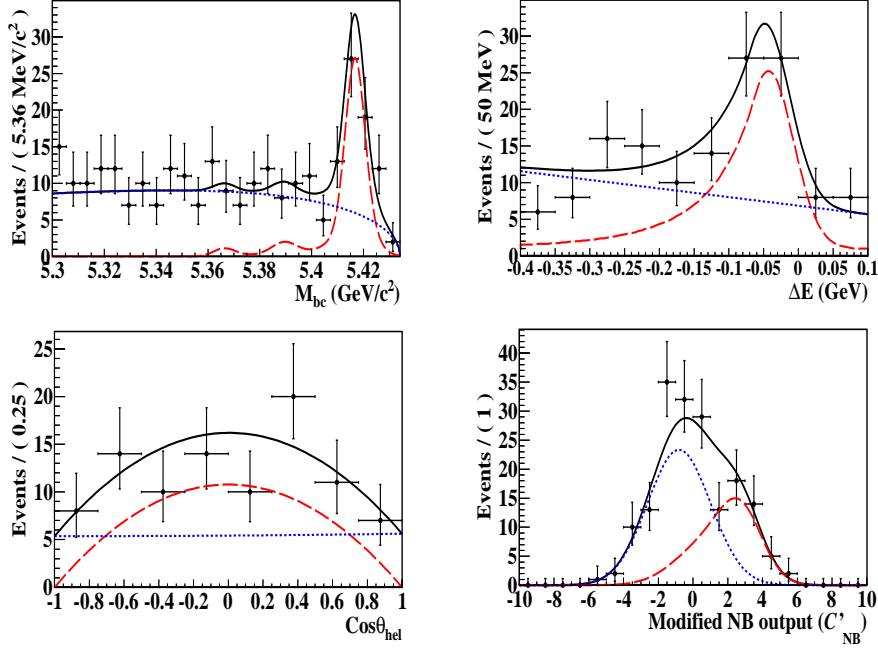 Events / ( 5.36 MeV/c²)
30
25
20
15
10
5
0
5.3 5.32 5.34 5.36 5.38 5.4 5.42
M_bc (GeV/c²)
Events / ( 50 MeV)
35
30
25
20
15
10
5
0
-0.4 -0.35 -0.3 -0.25 -0.2 -0.15 -0.1 -0.05 0 0.05 0.1
ΔE (GeV)
Events / ( 0.25)
25
20
15
10
5
0
-1 -0.8 -0.6 -0.4 -0.2 0 0.2 0.4 0.6 0.8 1
Cosθ_hel
Events / ( 1)
40
35
30
25
20
15
10
5
0
-10 -8 -6 -4 -2 0 2 4 6 8 10
Modified NB output (C'_NB)